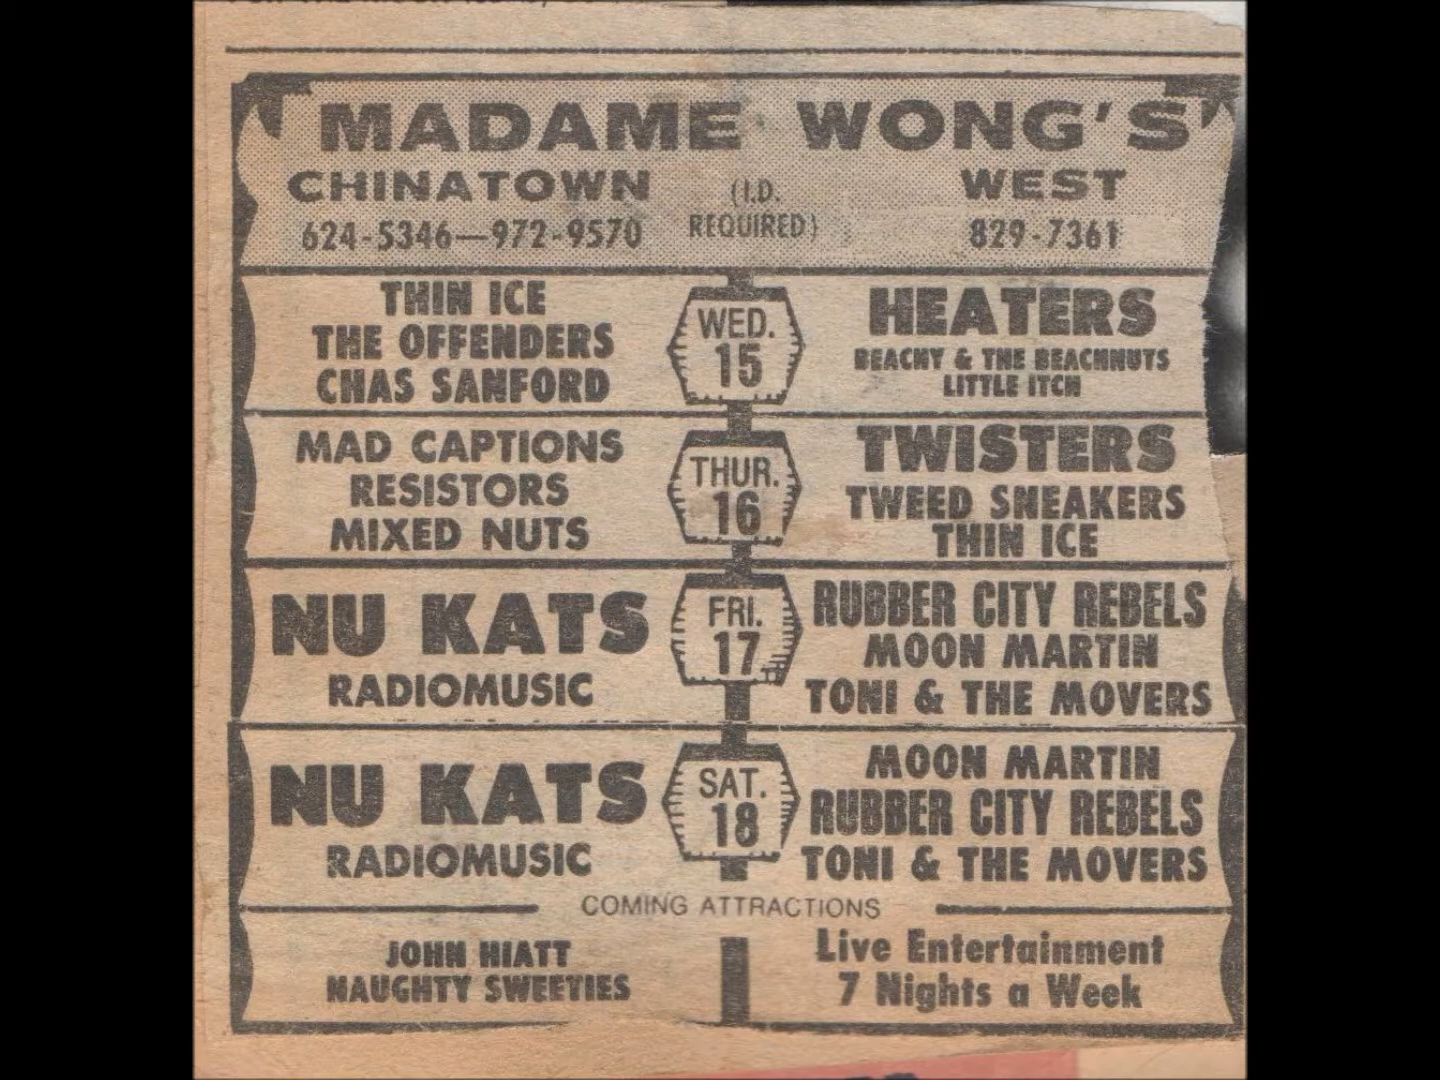 MADAME WONG'S
CHINATOWN
624-5346—972-9570
(I.D.
REQUIRED)
WEST
829-7361
THIN ICE
THE OFFENDERS
CHAS SANFORD
WED.
15
HEATERS
BEACHY & THE BEACHNUTS
LITTLE ITCH
MAD CAPTIONS
RESISTORS
MIXED NUTS
THUR.
16
TWISTERS
TWEED SNEAKERS
THIN ICE
NU KATS
RADIOMUSIC
FRI.
17
RUBBER CITY REBELS
MOON MARTIN
TONI & THE MOVERS
NU KATS
RADIOMUSIC
SAT.
18
MOON MARTIN
RUBBER CITY REBELS
TONI & THE MOVERS
COMING ATTRACTIONS
JOHN HIATT
NAUGHTY SWEETIES
Live Entertainment
7 Nights a Week